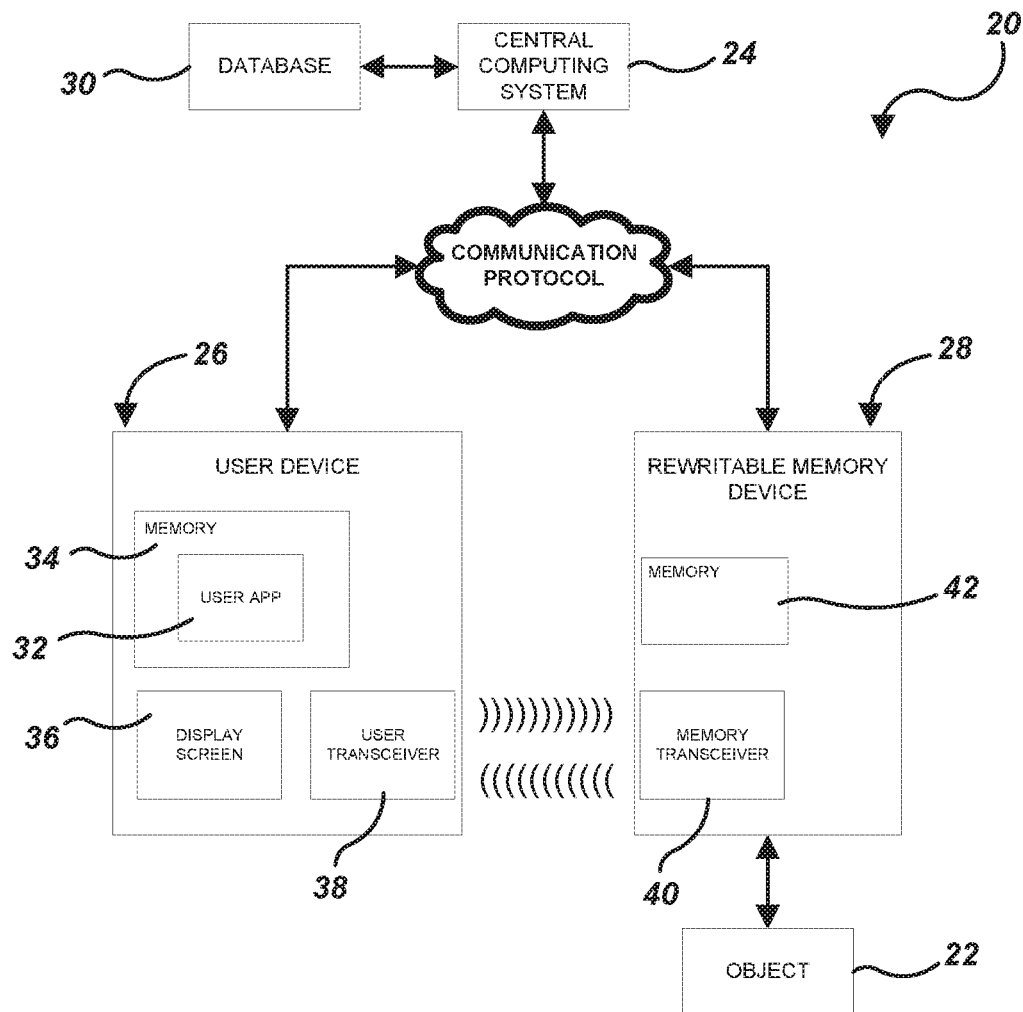 20
30
DATABASE
CENTRAL
COMPUTING
SYSTEM
24
COMMUNICATION
PROTOCOL
26
28
USER DEVICE
REWRITABLE MEMORY
DEVICE
MEMORY
34
USER APP
32
MEMORY
42
36
DISPLAY
SCREEN
USER
TRANSCEIVER
38
MEMORY
TRANSCEIVER
40
OBJECT
22